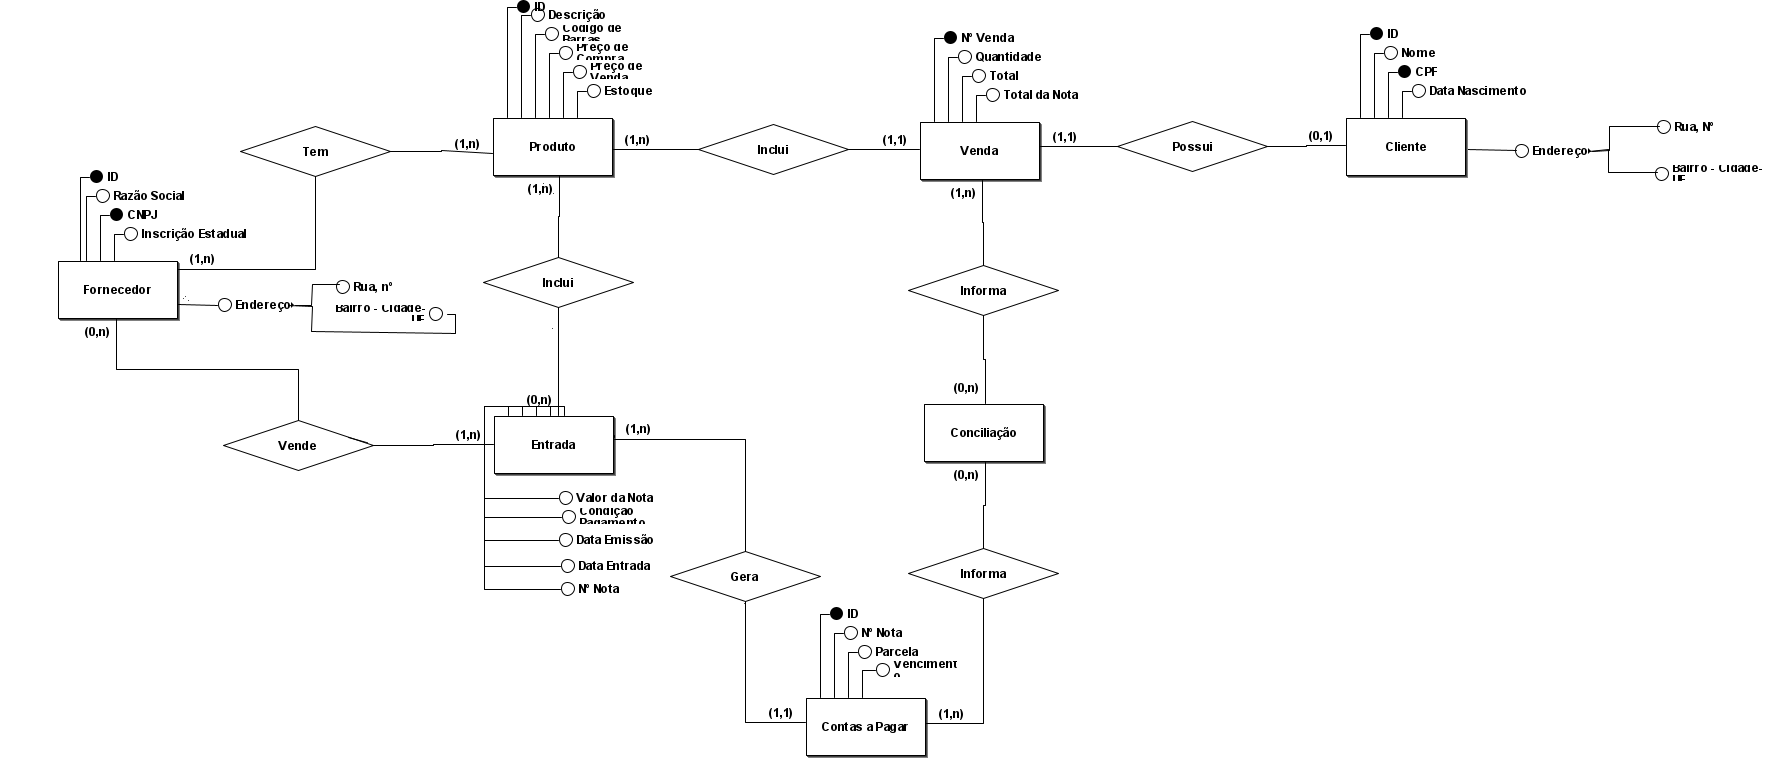 ID
Descrição
Código de
Barras
Preço de
Compra
Preço de
Venda
Estoque
(1,n)
Produto
(1,n)
(1,n)
Tem
Inclui
(1,1)
Nº Venda
Quantidade
Total
Total da Nota
Venda
(1,1)
(1,n)
Possui
(0,1)
ID
Nome
CPF
Data Nascimento
Cliente
Endereço
Rua, Nº
Bairro - Cidade-
UF
ID
Razão Social
CNPJ
Inscrição Estadual
(1,n)
Fornecedor
(0,n)
Endereço
Rua, nº
Bairro - Cidade-
UF
Inclui
(0,n)
Informa
(0,n)
Conciliação
(0,n)
Vende
(1,n)
Entrada
(1,n)
Valor da Nota
Condição
Pagamento
Data Emissão
Data Entrada
Nº Nota
Gera
Informa
ID
Nº Nota
Parcela
Venciment
o
(1,1)
Contas a Pagar
(1,n)